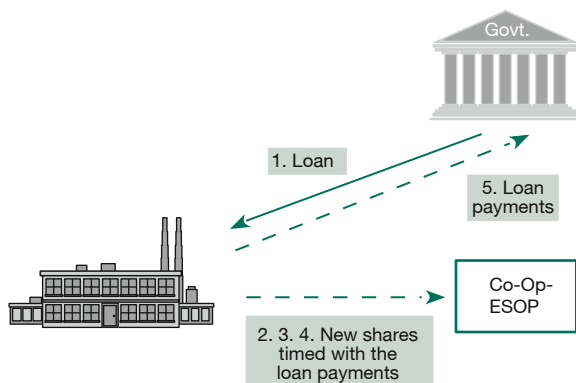 Govt.
1. Loan
5. Loan
payments
Co-Op-
ESOP
2. 3. 4. New shares
timed with the
loan payments